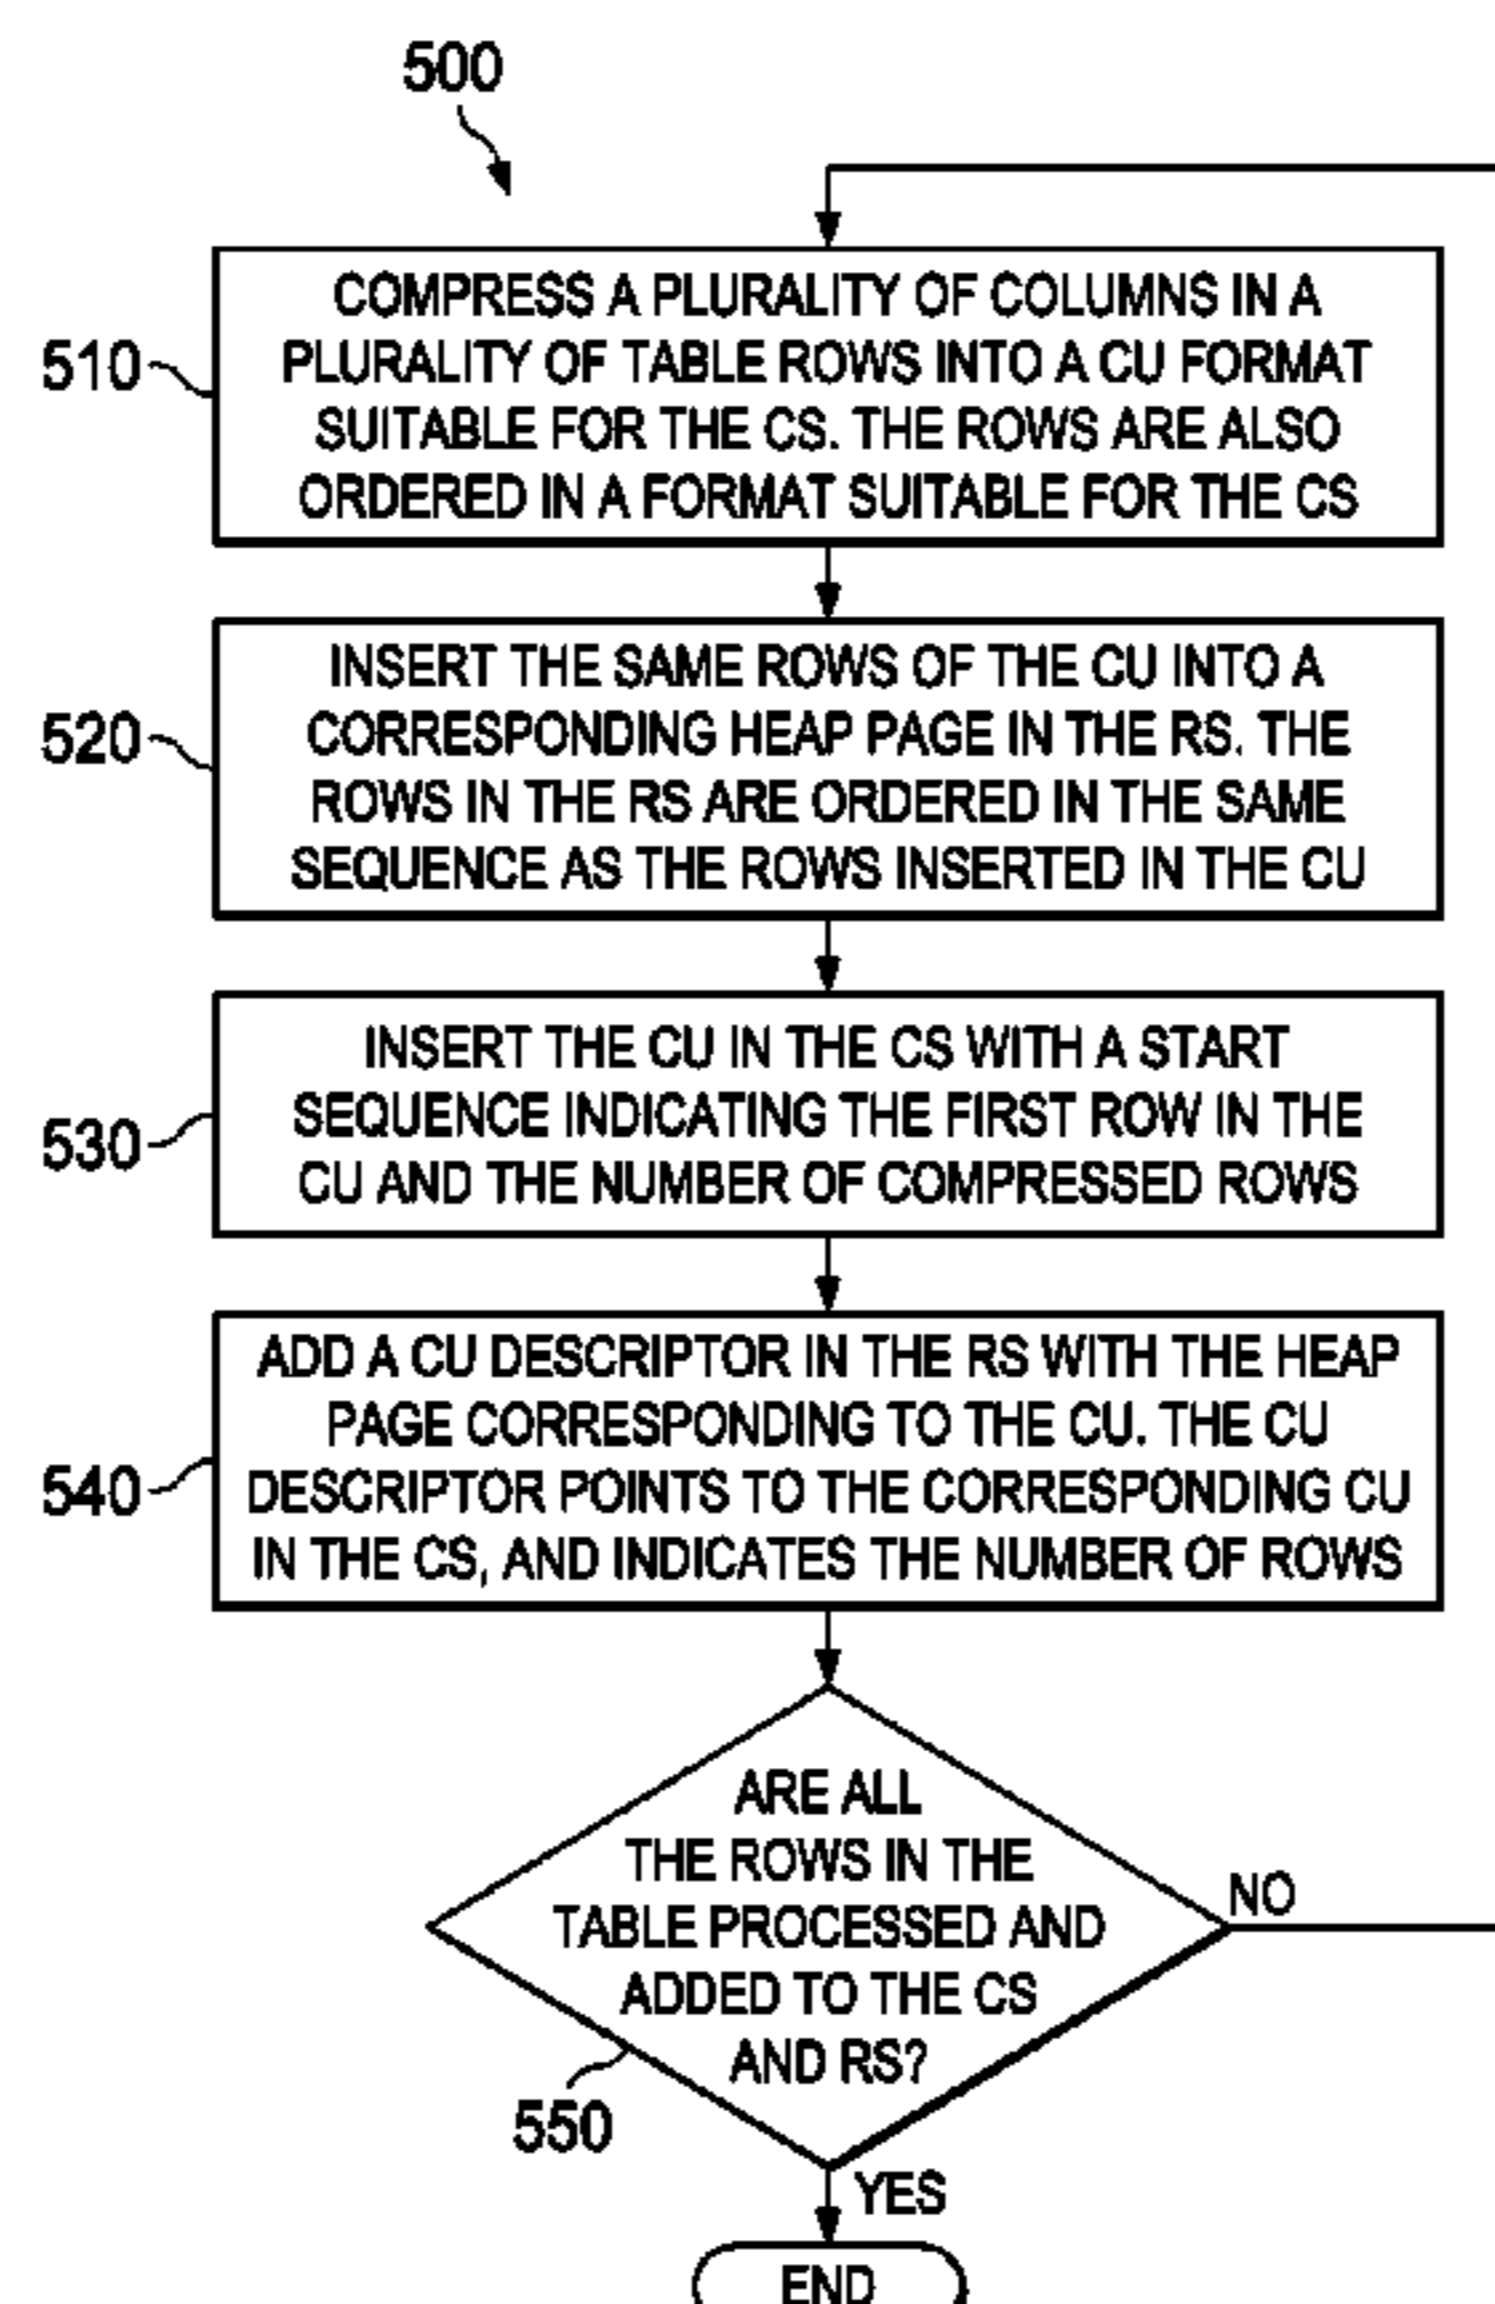 500
510
COMPRESS A PLURALITY OF COLUMNS IN A
PLURALITY OF TABLE ROWS INTO A CU FORMAT
SUITABLE FOR THE CS. THE ROWS ARE ALSO
ORDERED IN A FORMAT SUITABLE FOR THE CS
520
INSERT THE SAME ROWS OF THE CU INTO A
CORRESPONDING HEAP PAGE IN THE RS. THE
ROWS IN THE RS ARE ORDERED IN THE SAME
SEQUENCE AS THE ROWS INSERTED IN THE CU
530
INSERT THE CU IN THE CS WITH A START
SEQUENCE INDICATING THE FIRST ROW IN THE
CU AND THE NUMBER OF COMPRESSED ROWS
540
ADD A CU DESCRIPTOR IN THE RS WITH THE HEAP
PAGE CORRESPONDING TO THE CU. THE CU
DESCRIPTOR POINTS TO THE CORRESPONDING CU
IN THE CS, AND INDICATES THE NUMBER OF ROWS
ARE ALL
THE ROWS IN THE
TABLE PROCESSED AND
ADDED TO THE CS
AND RS?
NO
550
YES
END